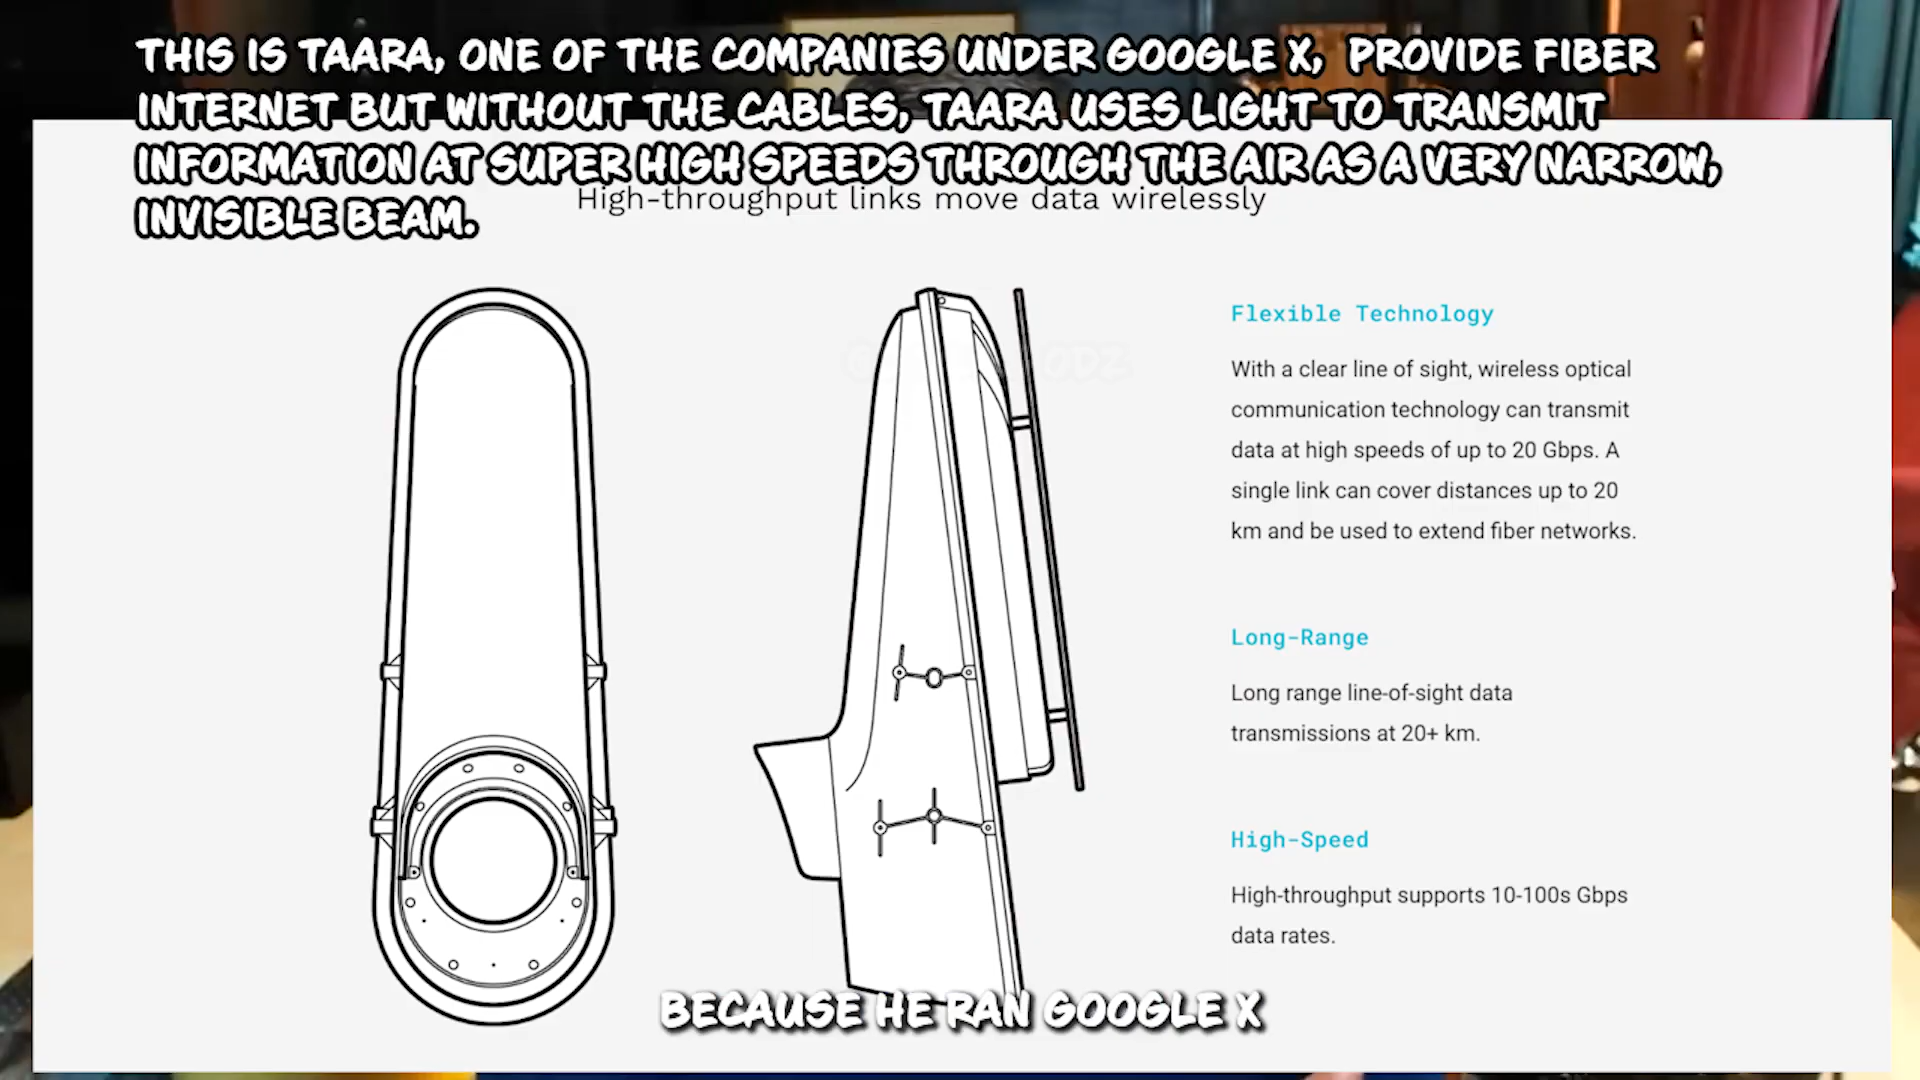 THIS IS TAARA, ONE OF THE COMPANIES UNDER GOOGLE X, PROVIDE FIBER
INTERNET BUT WITHOUT THE CABLES, TAARA USES LIGHT TO TRANSMIT
INFORMATION AT SUPER HIGH SPEEDS THROUGH THE AIR AS A VERY NARROW,
INVISIBLE BEAM.
High-throughput links move data wirelessly
Flexible Technology
With a clear line of sight, wireless optical
communication technology can transmit
data at high speeds of up to 20 Gbps. A
single link can cover distances up to 20
km and be used to extend fiber networks.
Long-Range
Long range line-of-sight data
transmissions at 20+ km.
High-Speed
High-throughput supports 10-100s Gbps
data rates.
BECAUSE HE RAN GOOGLE X